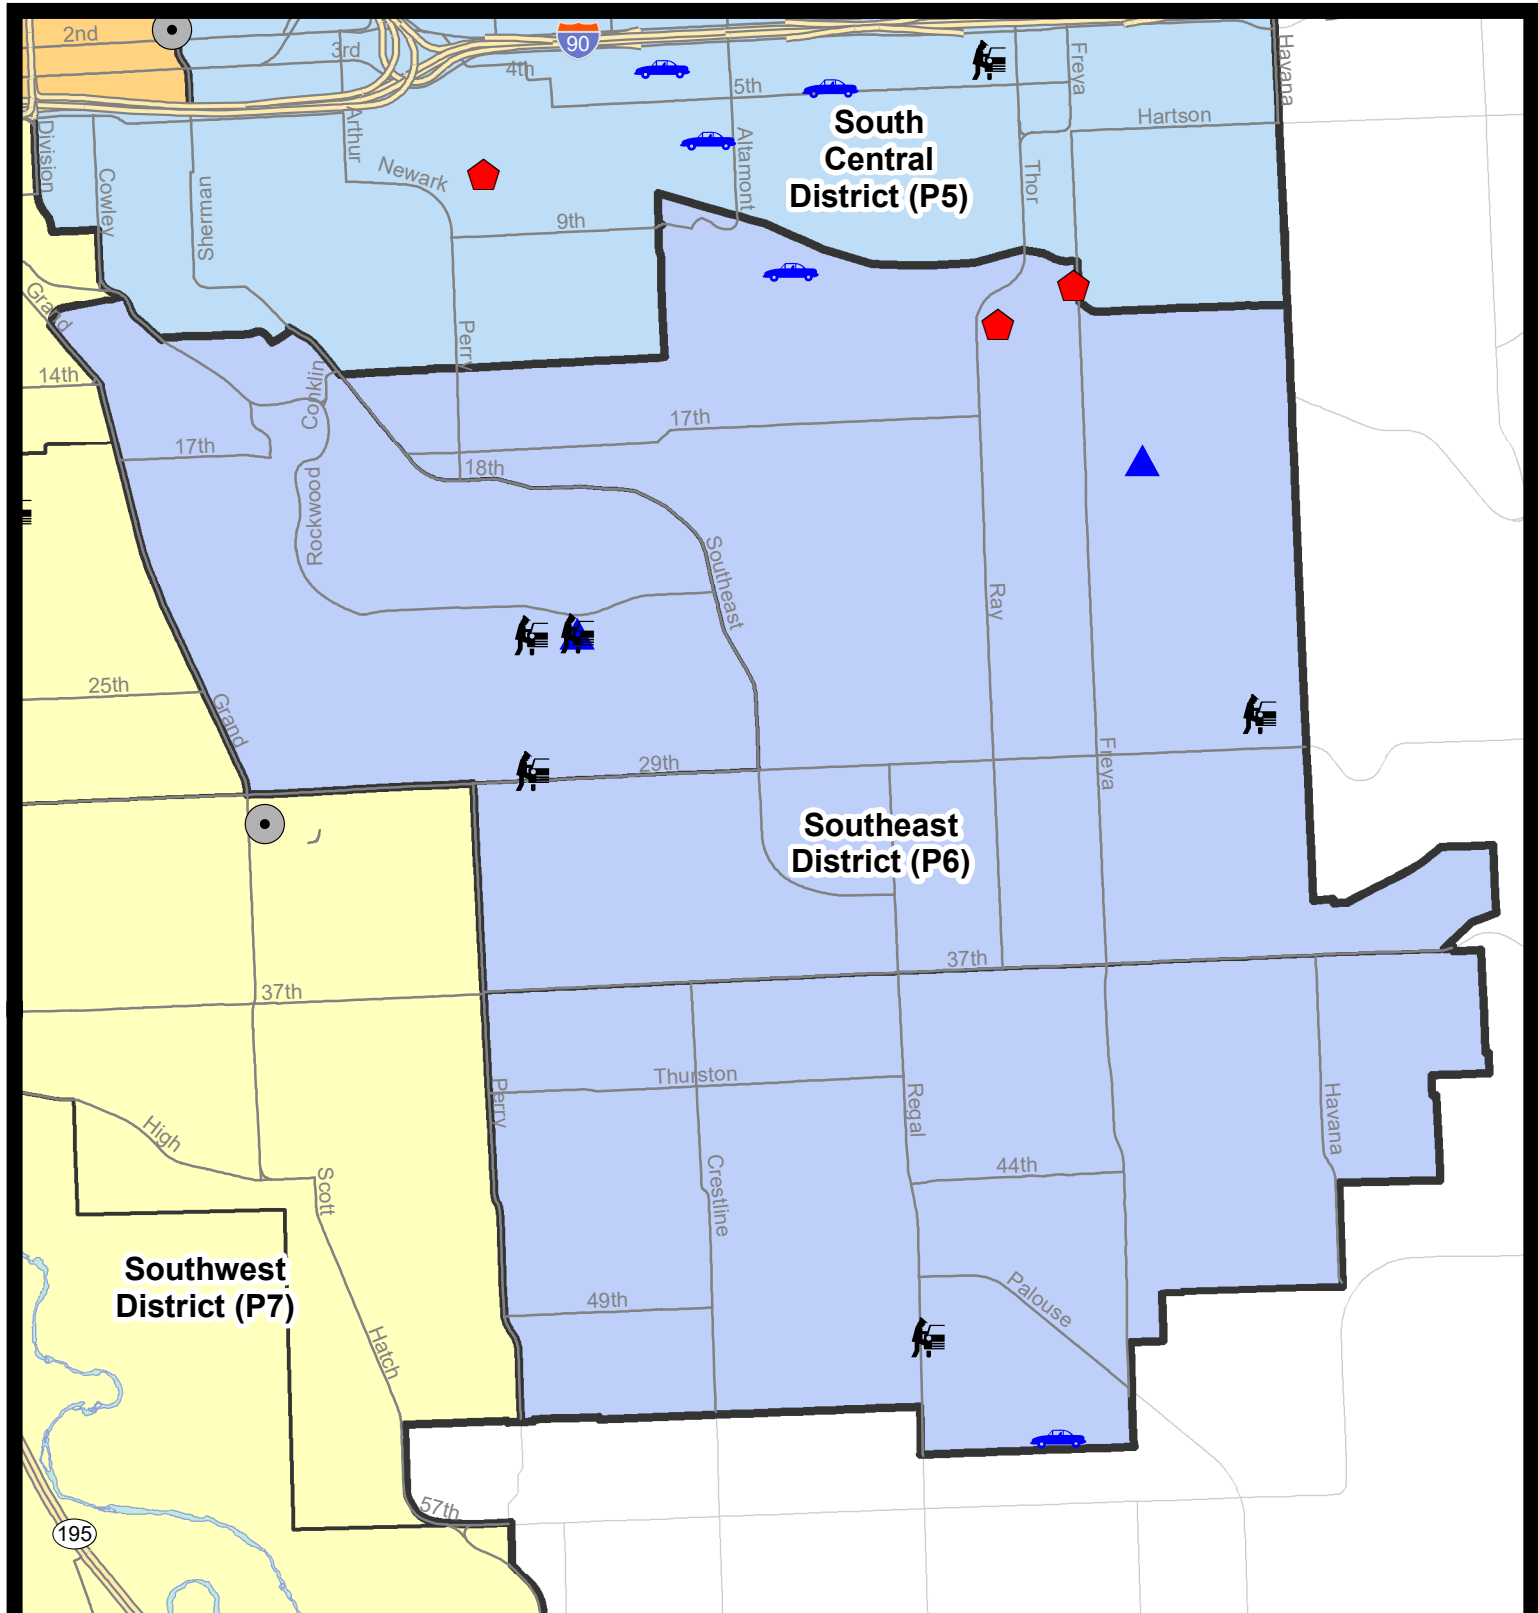 2nd
3rd
90
4th
5th
Freya
Havana
Hartson
South
Central
District (P5)
Division
Arthur
Altamont
Newark
Cowley
Sherman
Thor
9th
Grand
Perry
14th
Conklin
17th
17th
18th
Rockwood
Southeast
Ray
25th
Grand
29th
Freya
Southeast
District (P6)
37th
37th
Thurston
Perry
Regal
Havana
High
Scott
Crestline
44th
Southwest
District (P7)
49th
Palouse
Hatch
57th
195